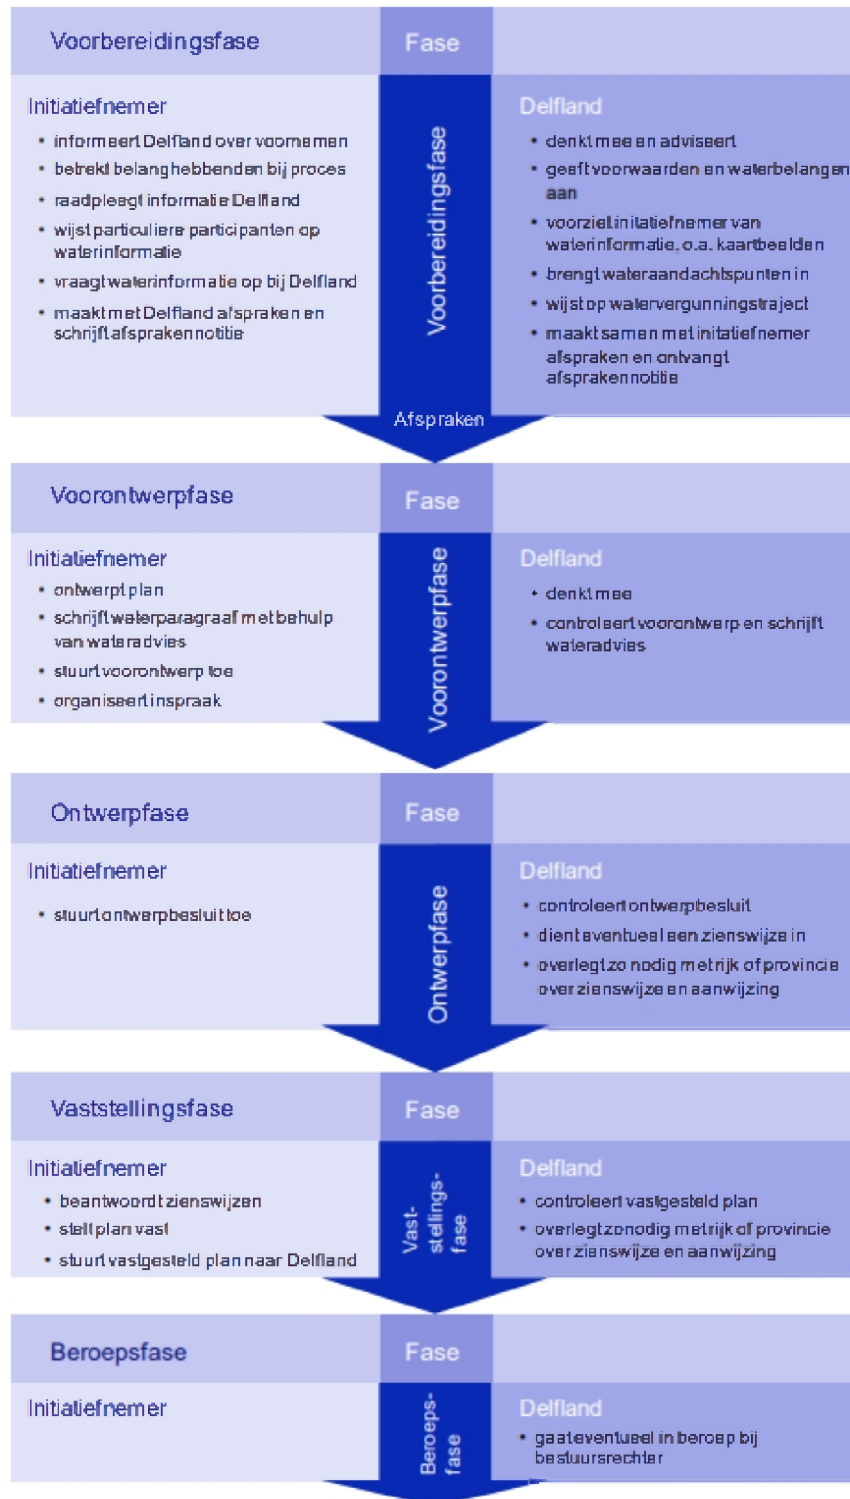 Voorbereidingsfase
Fase
Initiatiefnemer
• informeert Delfland over voornemen
• betrekt belanghebbenden bij proces
• raadpleegt informatie Delfland
• wijst particuliere participanten op
waterinformatie
• vraagt waterinformatie op bij Delfland
• maakt met Delfland afspraken en
schrijft afsprakennotitie
Voorbereidingsfase
Afspraken
Delfland
• denkt mee en adviseert
• geeft voorwaarden en waterbelangen
aan
• voorziet initatiefnemer van
waterinformatie, o.a. kaartbeelden
• brengt wateraandachtspunten in
• wijst op watervergunningstraject
• maakt samen met initatiefnemer
afspraken en ontvangt
afsprakennotitie
Voorontwerpfase
Fase
Initiatiefnemer
• ontwerpt plan
• schrijft waterparagraaf met behulp
van wateradvies
• stuurt voorontwerp toe
• organiseert inspraak
Voorontwerpfase
Delfland
• denkt mee
• controleert voorontwerp en schrijft
wateradvies
Ontwerpfase
Fase
Initiatiefnemer
• stuurt ontwerpbesluit toe
Ontwerpfase
Delfland
• controleert ontwerpbesluit
• dient eventueel een zienswijze in
• overlegt zo nodig met rijk of provincie
over zienswijze en aanwijzing
Vaststellingsfase
Fase
Initiatiefnemer
• beantwoordt zienswijzen
• stelt plan vast
• stuurt vastgesteld plan naar Delfland
Vast-
stellings-
fase
Delfland
• controleert vastgesteld plan
• overlegt zonodig met rijk of provincie
over zienswijze en aanwijzing
Beroepsfase
Fase
Initiatiefnemer
Beroeps-
fase
Delfland
• gaat eventueel in beroep bij
bestuursrechter